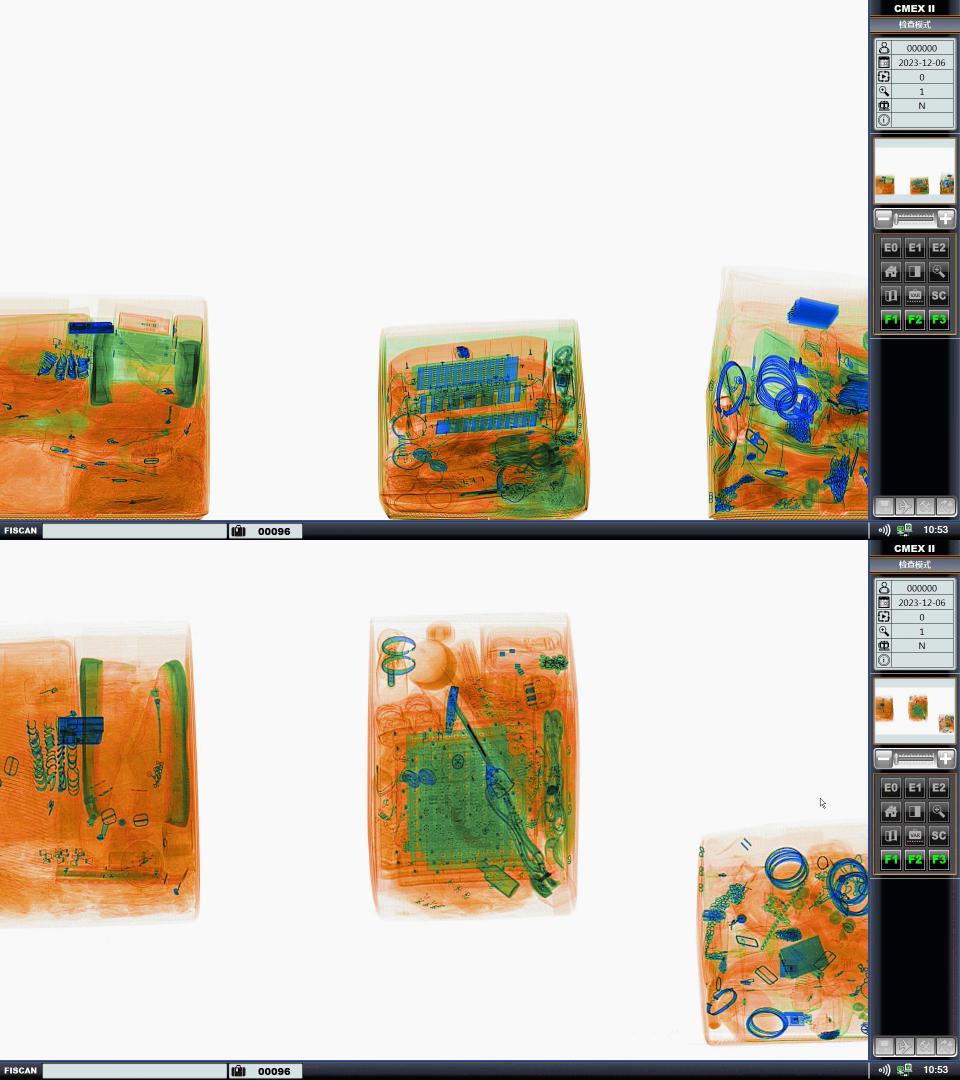 CMEX II
检查模式
000000
2023-12-06
0
1
N
E0 E1 E2
VAR SC
F1 F2 F3
FISCAN
00096
10:53
CMEX II
检查模式
000000
2023-12-06
0
1
N
E0 E1 E2
VAR SC
F1 F2 F3
FISCAN
00096
10:53